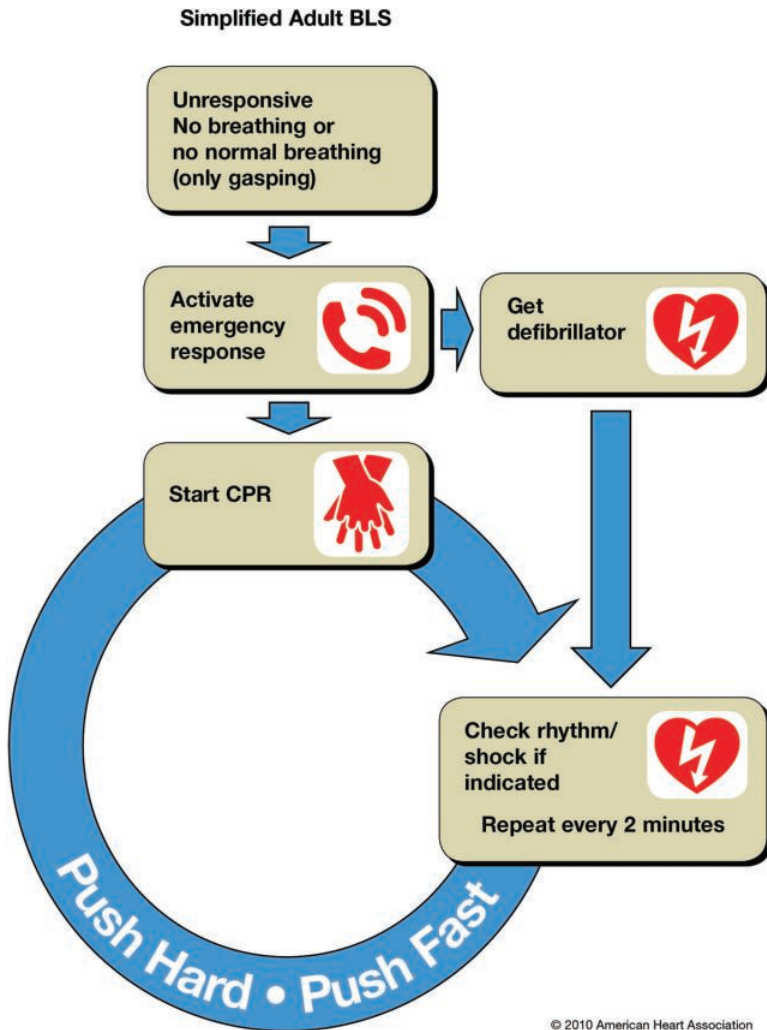 Simplified Adult BLS
Unresponsive
No breathing or
no normal breathing
(only gasping)
Activate
emergency
response
Get
defibrillator
Start CPR
Check rhythm/
shock if
indicated
Repeat every 2 minutes
Push Hard • Push Fast
© 2010 American Heart Association